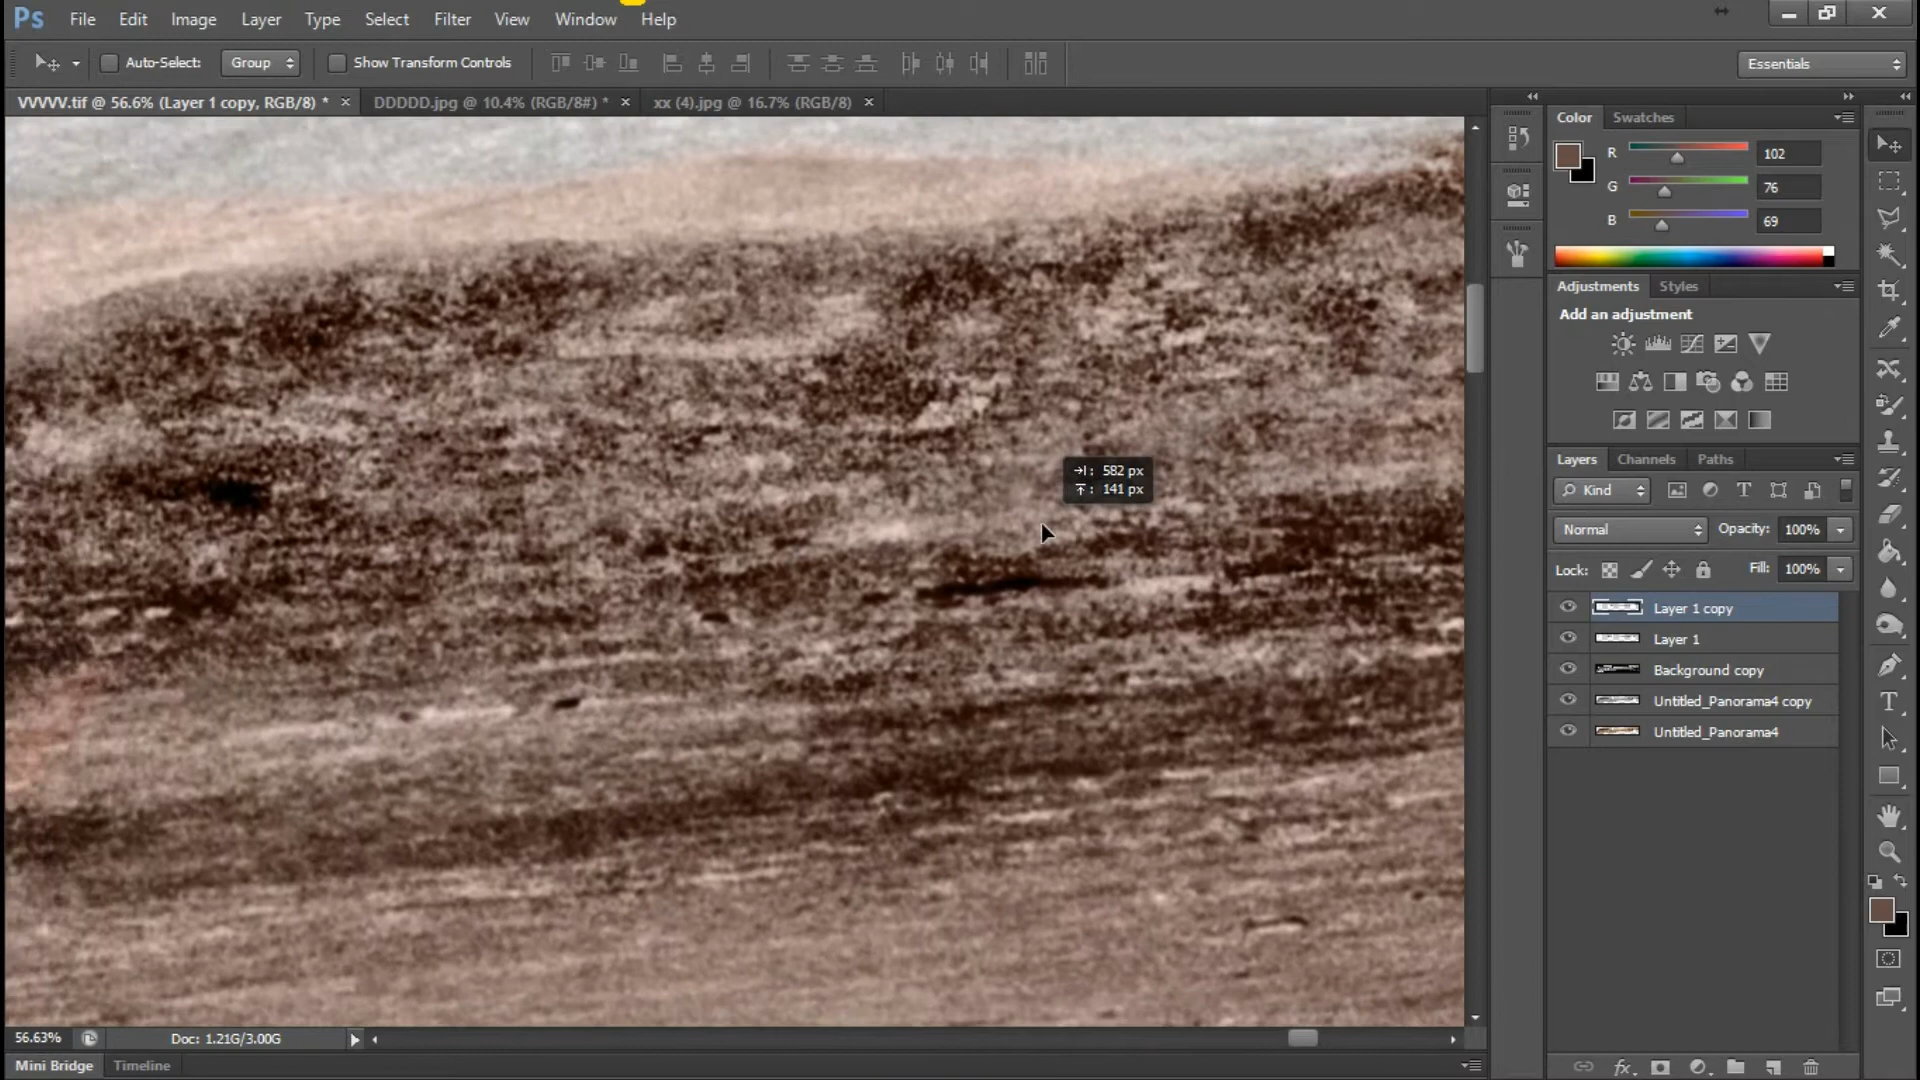 Ps File Edit Image Layer Type Select Filter View Window Help
Auto-Select: Group Show Transform Controls Essentials
VVVVV.tif @ 56.6% (Layer 1 copy, RGB/8) * DDDDD.jpg @ 10.4% (RGB/8#) * xx (4).jpg @ 16.7% (RGB/8)
Color Swatches
R 102
G 76
B 69
Adjustments Styles
Add an adjustment
Layers Channels Paths
582 px
141 px
Kind
Normal Opacity: 100%
Lock: Fill: 100%
Layer 1 copy
Layer 1
Background copy
Untitled_Panorama4 copy
Untitled_Panorama4
56.63% Doc: 1.21G/3.00G
Mini Bridge Timeline